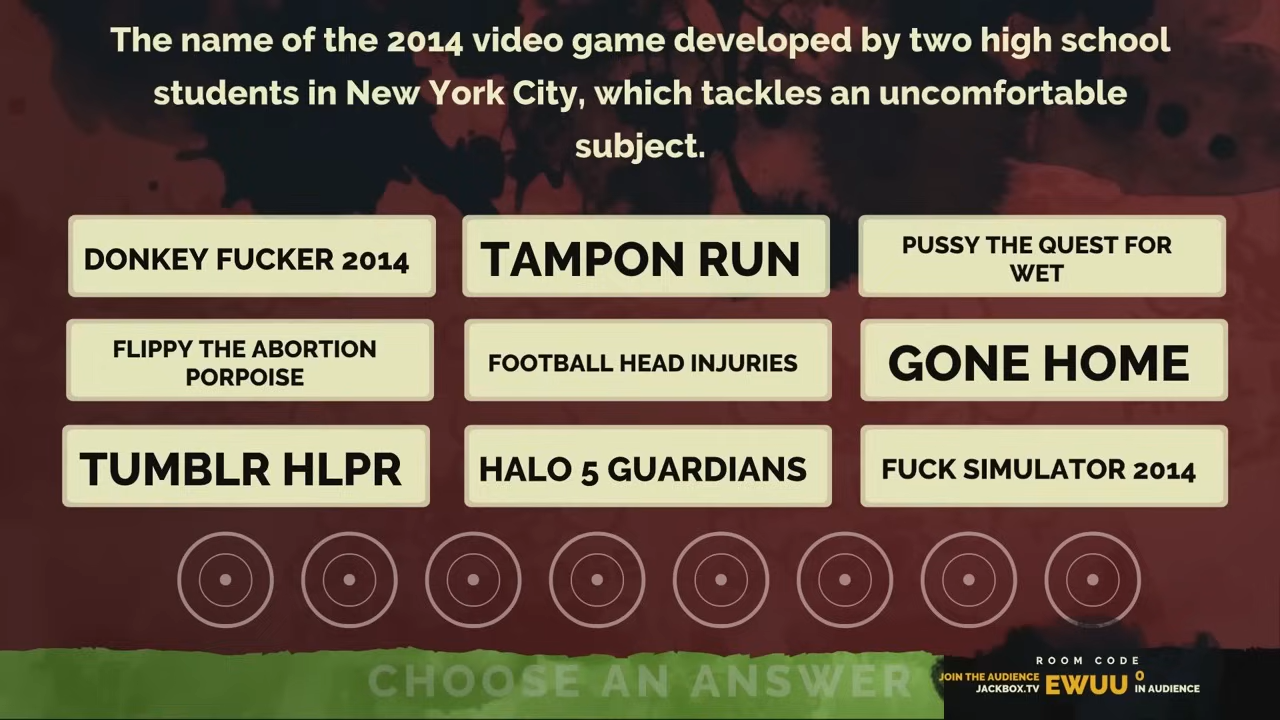 The name of the 2014 video game developed by two high school
students in New York City, which tackles an uncomfortable
subject.
DONKEY FUCKER 2014
TAMPON RUN
PUSSY THE QUEST FOR
WET
FLIPPY THE ABORTION
PORPOISE
FOOTBALL HEAD INJURIES
GONE HOME
TUMBLR HLPR
HALO 5 GUARDIANS
FUCK SIMULATOR 2014
CHOOSE AN ANSWER
ROOM CODE
JOIN THE AUDIENCE
JACKBOX.TV
EWUU
0
IN AUDIENCE